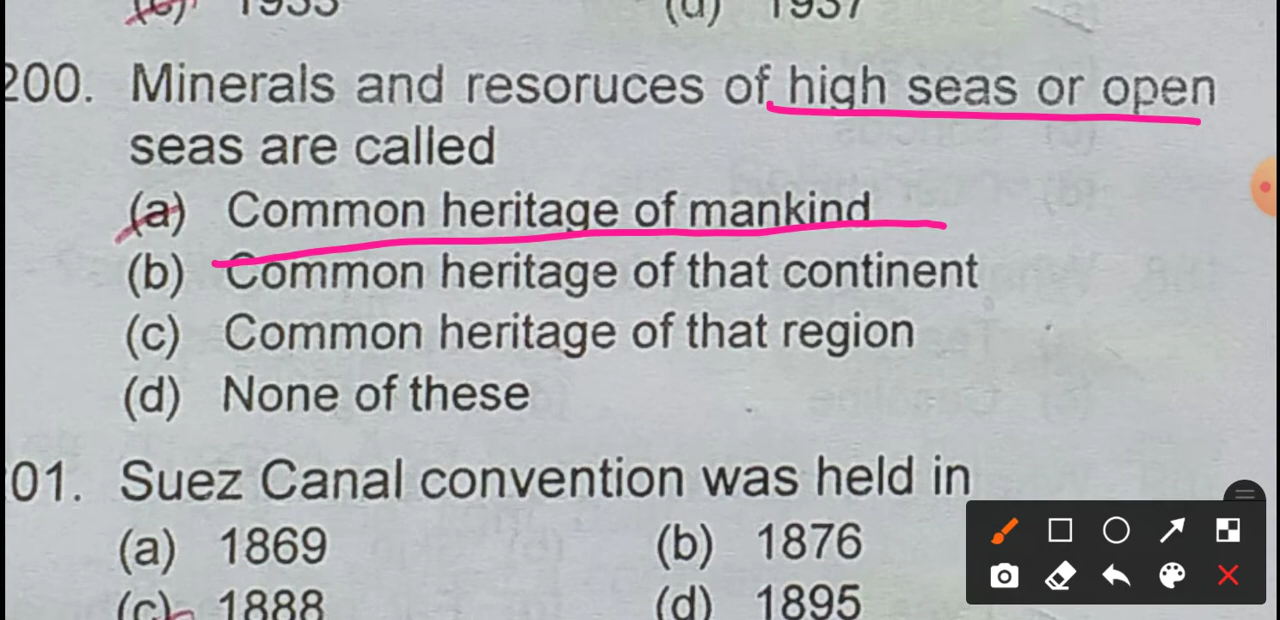 (c) 1935 (d) 1937
200. Minerals and resoruces of high seas or open
seas are called
(a) Common heritage of mankind
(b) Common heritage of that continent
(c) Common heritage of that region
(d) None of these
01. Suez Canal convention was held in
(a) 1869 (b) 1876
(c) 1888 (d) 1895